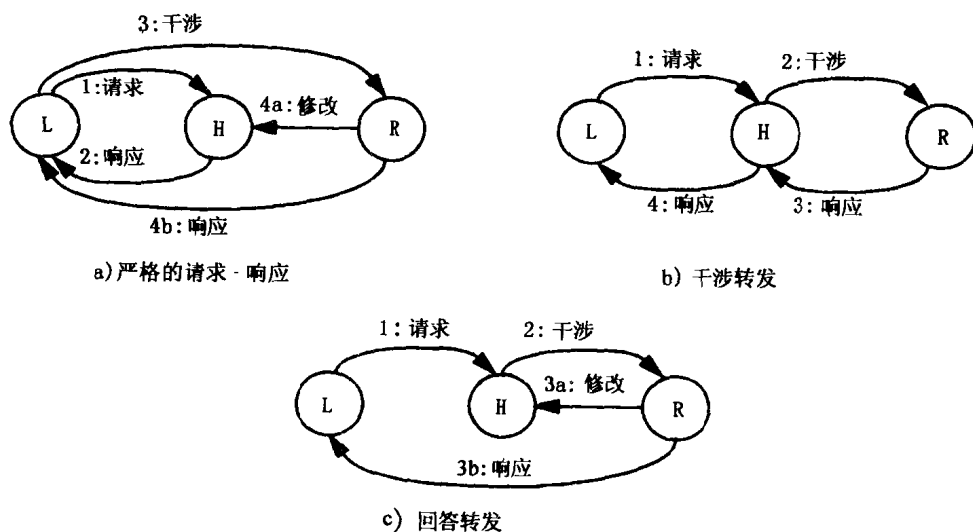 3:干涉
1:请求
L
H
4a:修改
R
2:响应
4b:响应
a)严格的请求-响应
1:请求
2:干涉
L
H
R
4:响应
3:响应
b) 干涉转发
1:请求
2:干涉
L
H
3a:修改
R
3b:响应
c) 回答转发